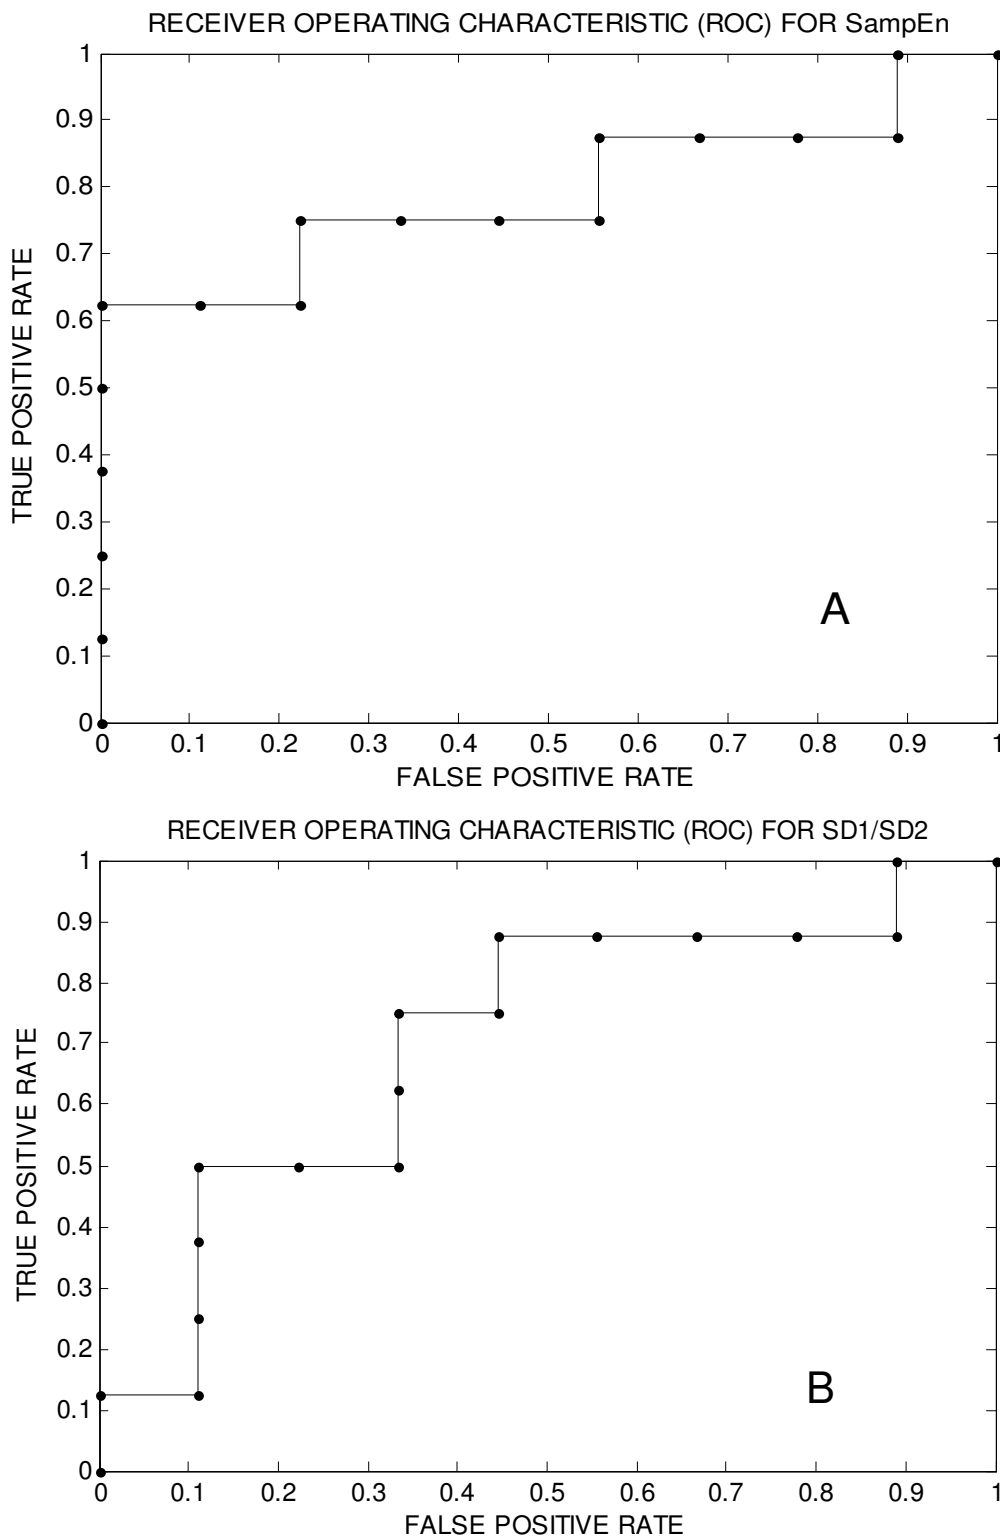 RECEIVER OPERATING CHARACTERISTIC (ROC) FOR SampEn
1
0.9
0.8
0.7
0.6
0.5
0.4
0.3
0.2
0.1
0
TRUE POSITIVE RATE
A
0 0.1 0.2 0.3 0.4 0.5 0.6 0.7 0.8 0.9 1
FALSE POSITIVE RATE
RECEIVER OPERATING CHARACTERISTIC (ROC) FOR SD1/SD2
1
0.9
0.8
0.7
0.6
0.5
0.4
0.3
0.2
0.1
0
TRUE POSITIVE RATE
B
0 0.1 0.2 0.3 0.4 0.5 0.6 0.7 0.8 0.9 1
FALSE POSITIVE RATE